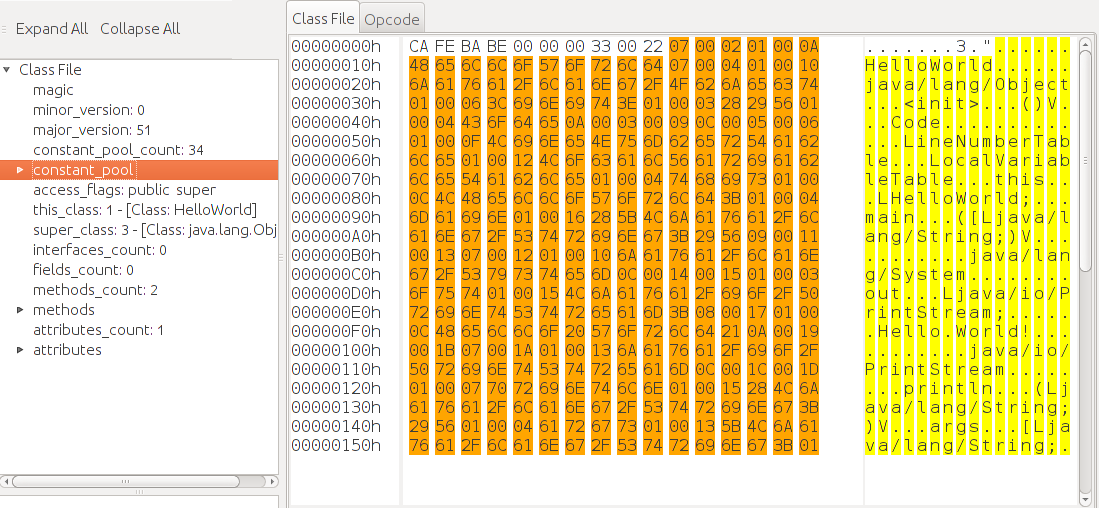 Expand All Collapse All
Class File
magic
minor_version: 0
major_version: 51
constant_pool_count: 34
constant_pool
access_flags: public super
this_class: 1 - [Class: HelloWorld]
super_class: 3 - [Class: java.lang.Obj
interfaces_count: 0
fields_count: 0
methods_count: 2
methods
attributes_count: 1
attributes
Class File Opcode
00000000h CA FE BA BE 00 00 00 33 00 22 07 00 02 01 00 0A .......3."......
00000010h 48 65 6C 6C 6F 57 6F 72 6C 64 07 00 04 01 00 10 HelloWorld......
00000020h 6A 61 76 61 2F 6C 61 6E 67 2F 4F 62 6A 65 63 74 java/lang/Object
00000030h 01 00 06 3C 69 6E 69 74 3E 01 00 03 28 29 56 01 ...<init>...()V.
00000040h 00 04 43 6F 64 65 0A 00 03 00 09 0C 00 05 00 06 ..Code..........
00000050h 01 00 0F 4C 69 6E 65 4E 75 6D 62 65 72 54 61 62 ...LineNumberTab
00000060h 6C 65 01 00 12 4C 6F 63 61 6C 56 61 72 69 61 62 le...LocalVariab
00000070h 6C 65 54 61 62 6C 65 01 00 04 74 68 69 73 01 00 leTable...this..
00000080h 0C 4C 48 65 6C 6C 6F 57 6F 72 6C 64 3B 01 00 04 .LHelloWorld;...
00000090h 6D 61 69 6E 01 00 16 28 5B 4C 6A 61 76 61 2F 6C main...([Ljava/l
000000A0h 61 6E 67 2F 53 74 72 69 6E 67 3B 29 56 09 00 11 ang/String;)V...
000000B0h 00 13 07 00 12 01 00 10 6A 61 76 61 2F 6C 61 6E ........java/lan
000000C0h 67 2F 53 79 73 74 65 6D 0C 00 14 00 15 01 00 03 g/System........
000000D0h 6F 75 74 01 00 15 4C 6A 61 76 61 2F 69 6F 2F 50 out...Ljava/io/P
000000E0h 72 69 6E 74 53 74 72 65 61 6D 3B 08 00 17 01 00 rintStream;.....
000000F0h 0C 48 65 6C 6C 6F 20 57 6F 72 6C 64 21 0A 00 19 .Hello.World!...
00000100h 00 1B 07 00 1A 01 00 13 6A 61 76 61 2F 69 6F 2F ........java/io/
00000110h 50 72 69 6E 74 53 74 72 65 61 6D 0C 00 1C 00 1D PrintStream.....
00000120h 01 00 07 70 72 69 6E 74 6C 6E 01 00 15 28 4C 6A ...println...(Lj
00000130h 61 76 61 2F 6C 61 6E 67 2F 53 74 72 69 6E 67 3B ava/lang/String;
00000140h 29 56 01 00 04 61 72 67 73 01 00 13 5B 4C 6A 61 )V...args...[Lja
00000150h 76 61 2F 6C 61 6E 67 2F 53 74 72 69 6E 67 3B 01 va/lang/String;.